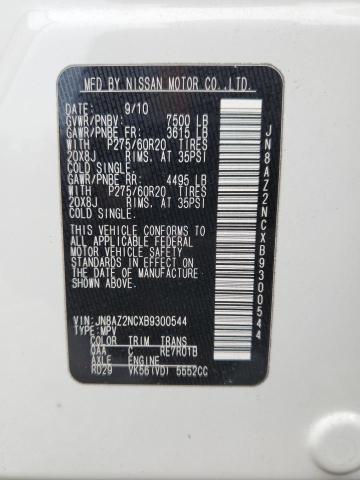 MFD BY NISSAN MOTOR CO.,LTD.
DATE: 9/10
GVWR/PNBV: 7500 LB
GAWR/PNBE FR: 3615 LB
WITH P275/60R20 TIRES
20X8J RIMS, AT 35PSI
COLD SINGLE.
GAWR/PNBE RR: 4495 LB
WITH P275/60R20 TIRES
20X8J RIMS, AT 35PSI
COLD SINGLE.
THIS VEHICLE CONFORMS TO
ALL APPLICABLE FEDERAL
MOTOR VEHICLE SAFETY
STANDARDS IN EFFECT ON
THE DATE OF MANUFACTURE
SHOWN ABOVE.
VIN: JN8AZ2NCXB9300544
TYPE: MPV
COLOR TRIM TRANS
QAA C RE7R01B
AXLE ENGINE
RD29 VK56(VD) 5552CC
JN8AZ2NCXB9300544